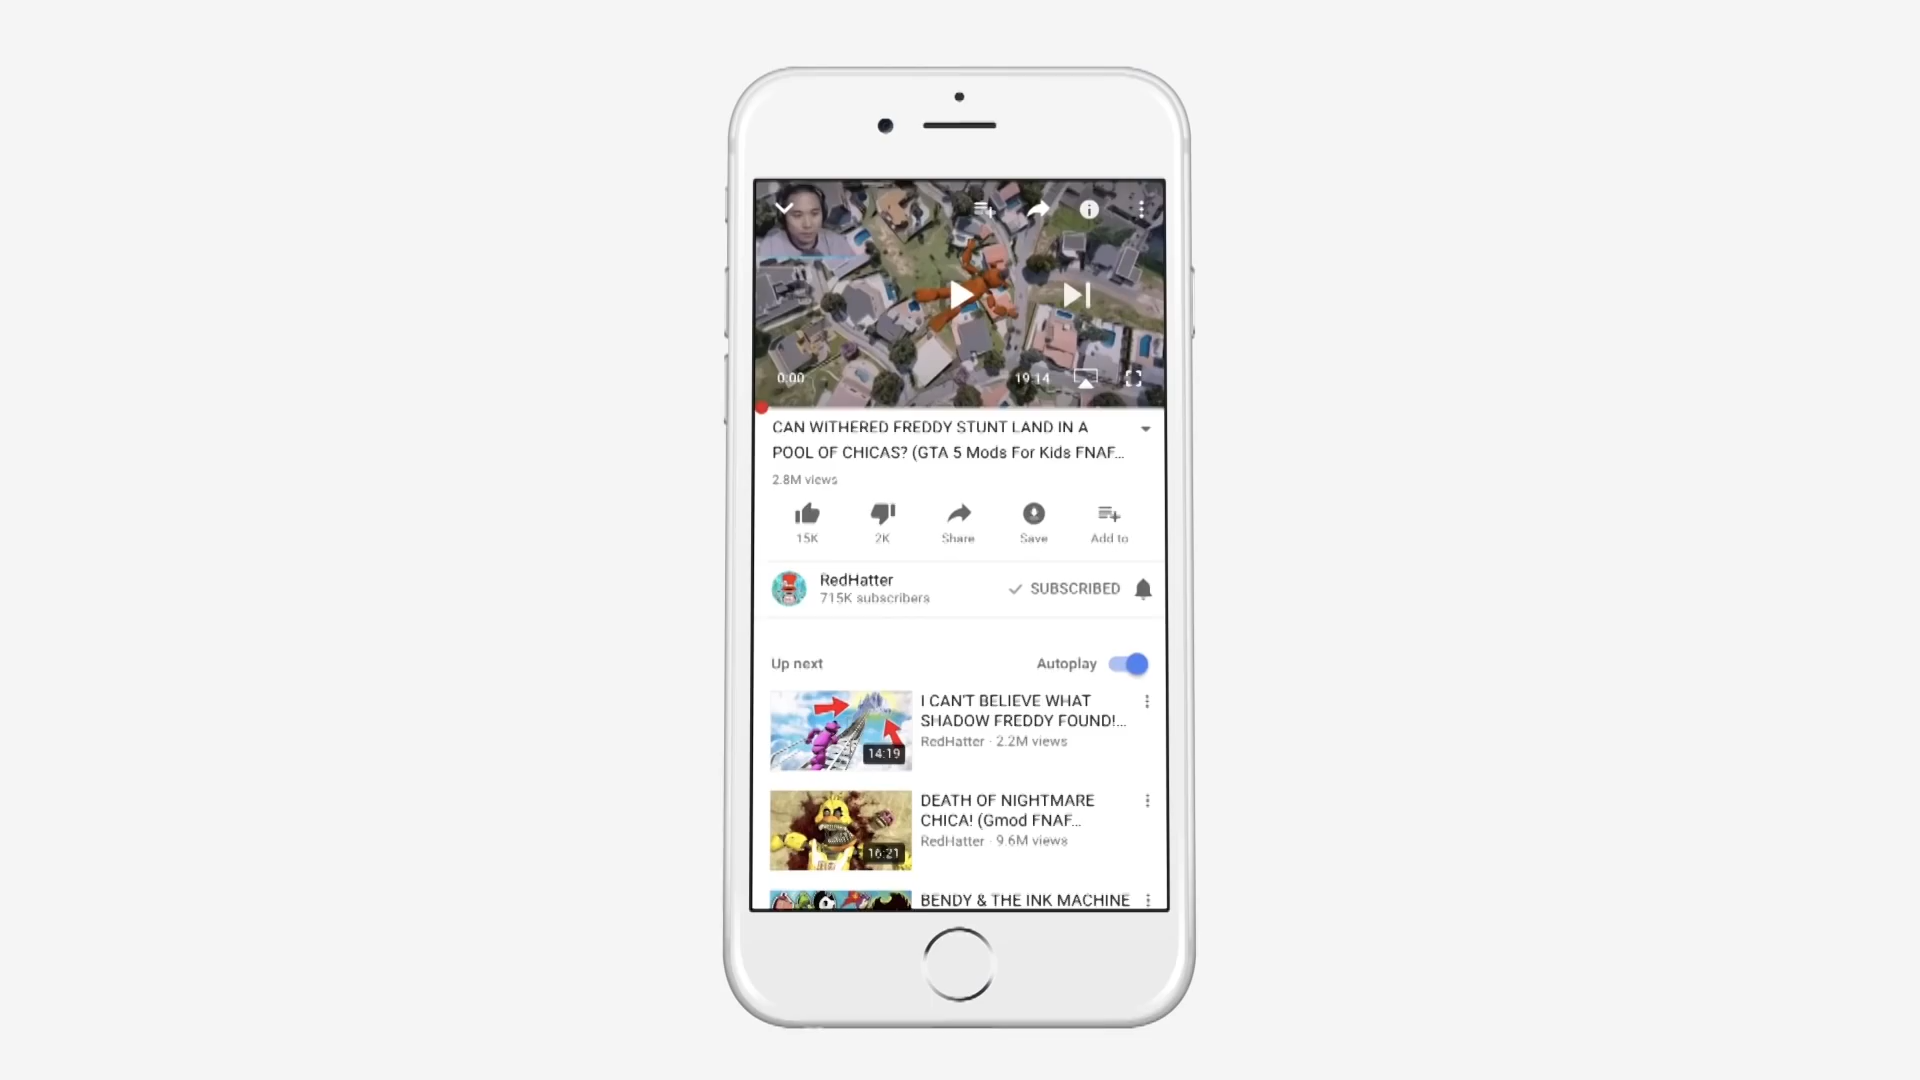 0:00
19:14
CAN WITHERED FREDDY STUNT LAND IN A
POOL OF CHICAS? (GTA 5 Mods For Kids FNAF...
2.8M views
15K
2K
Share
Save
Add to
RedHatter
715K subscribers
SUBSCRIBED
Up next
Autoplay
14:19
I CAN'T BELIEVE WHAT
SHADOW FREDDY FOUND!...
RedHatter · 2.2M views
16:21
DEATH OF NIGHTMARE
CHICA! (Gmod FNAF...
RedHatter · 9.6M views
BENDY & THE INK MACHINE